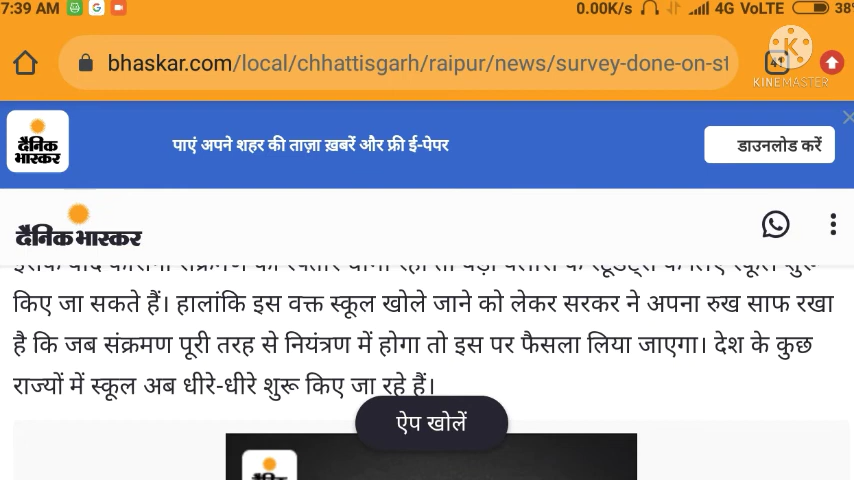 7:39 AM 0.00K/s 4G VoLTE 38
bhaskar.com/local/chhattisgarh/raipur/news/survey-done-on-st
41
K
KINEMASTER
दैनिक
भास्कर
पाएं अपने शहर की ताज़ा ख़बरें और फ्री ई-पेपर
डाउनलोड करें
दैनिक भास्कर
किए जा सकते हैं। हालांकि इस वक्त स्कूल खोले जाने को लेकर सरकर ने अपना रुख साफ रखा
है कि जब संक्रमण पूरी तरह से नियंत्रण में होगा तो इस पर फैसला लिया जाएगा। देश के कुछ
राज्यों में स्कूल अब धीरे-धीरे शुरू किए जा रहे हैं।
ऐप खोलें